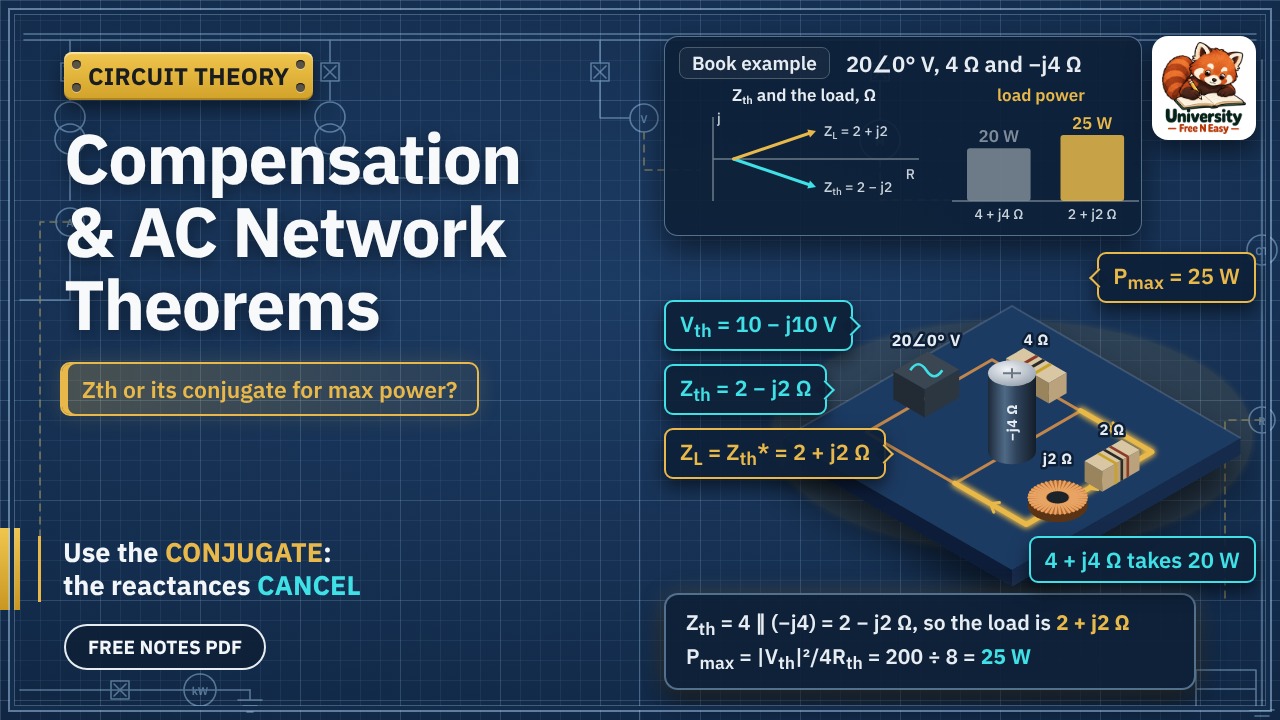 CIRCUIT THEORY
Compensation
& AC Network
Theorems
Zth or its conjugate for max power?
Use the CONJUGATE:
the reactances CANCEL
FREE NOTES PDF
Book example
20∠0° V, 4 Ω and −j4 Ω
Zth and the load, Ω
j
ZL = 2 + j2
Zth = 2 − j2
R
load power
20 W
25 W
4 + j4 Ω
2 + j2 Ω
University
Free N Easy
Pmax = 25 W
Vth = 10 − j10 V
Zth = 2 − j2 Ω
ZL = Zth* = 2 + j2 Ω
20∠0° V
4 Ω
−j4 Ω
2 Ω
j2 Ω
4 + j4 Ω takes 20 W
Zth = 4 ∥ (−j4) = 2 − j2 Ω, so the load is 2 + j2 Ω
Pmax = |Vth|²/4Rth = 200 ÷ 8 = 25 W
V
kW